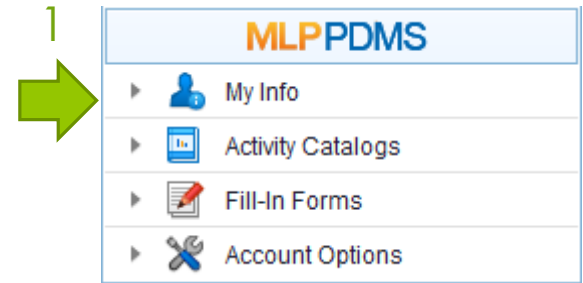 1
MLPPDMS
My Info
Activity Catalogs
Fill-In Forms
Account Options